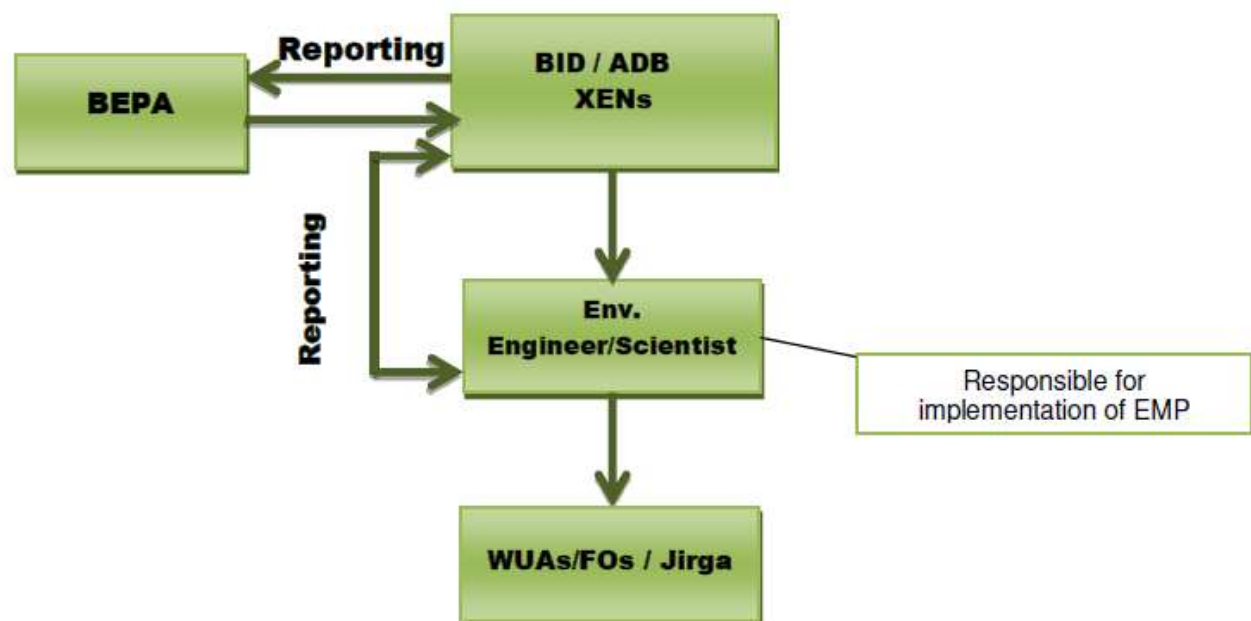 Reporting
BEPA
BID / ADB
XENs
Reporting
Env.
Engineer/Scientist
Responsible for
implementation of EMP
WUAs/FOs / Jirga